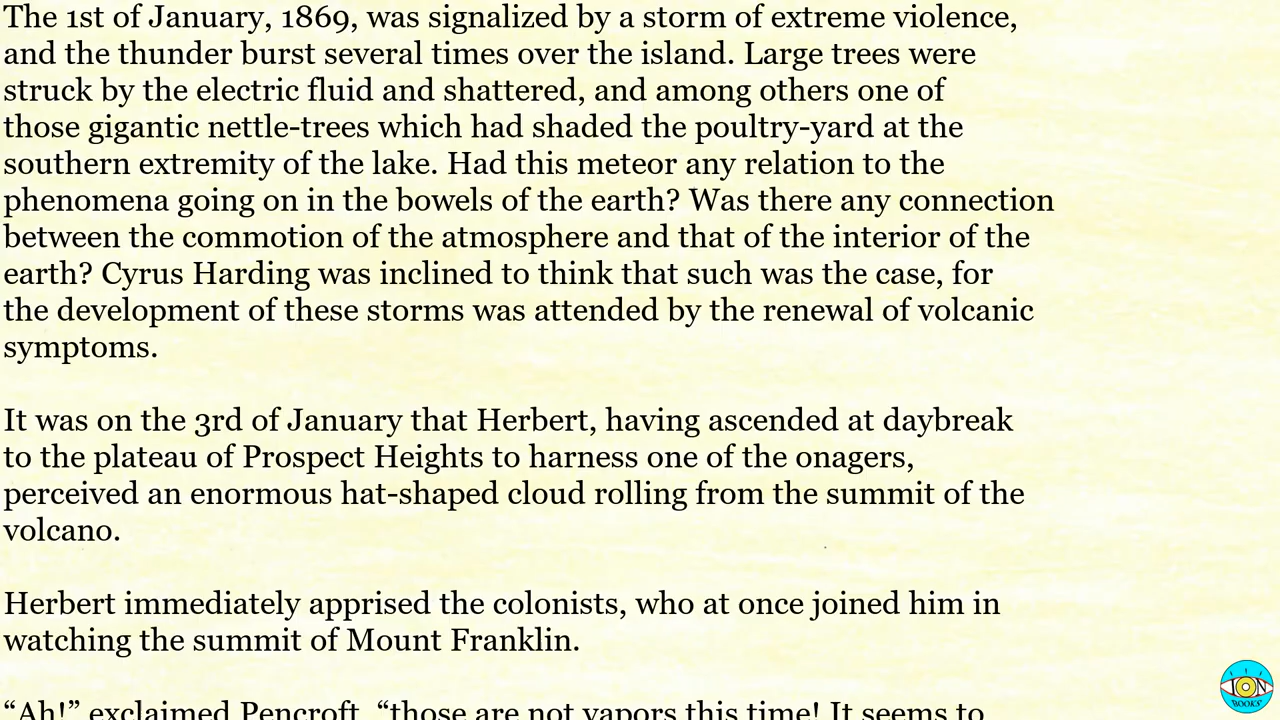 The 1st of January, 1869, was signalized by a storm of extreme violence,
and the thunder burst several times over the island. Large trees were
struck by the electric fluid and shattered, and among others one of
those gigantic nettle-trees which had shaded the poultry-yard at the
southern extremity of the lake. Had this meteor any relation to the
phenomena going on in the bowels of the earth? Was there any connection
between the commotion of the atmosphere and that of the interior of the
earth? Cyrus Harding was inclined to think that such was the case, for
the development of these storms was attended by the renewal of volcanic
symptoms.
It was on the 3rd of January that Herbert, having ascended at daybreak
to the plateau of Prospect Heights to harness one of the onagers,
perceived an enormous hat-shaped cloud rolling from the summit of the
volcano.
Herbert immediately apprised the colonists, who at once joined him in
watching the summit of Mount Franklin.
“Ah!” exclaimed Pencroft, “those are not vapors this time! It seems to
ION
BOOKS